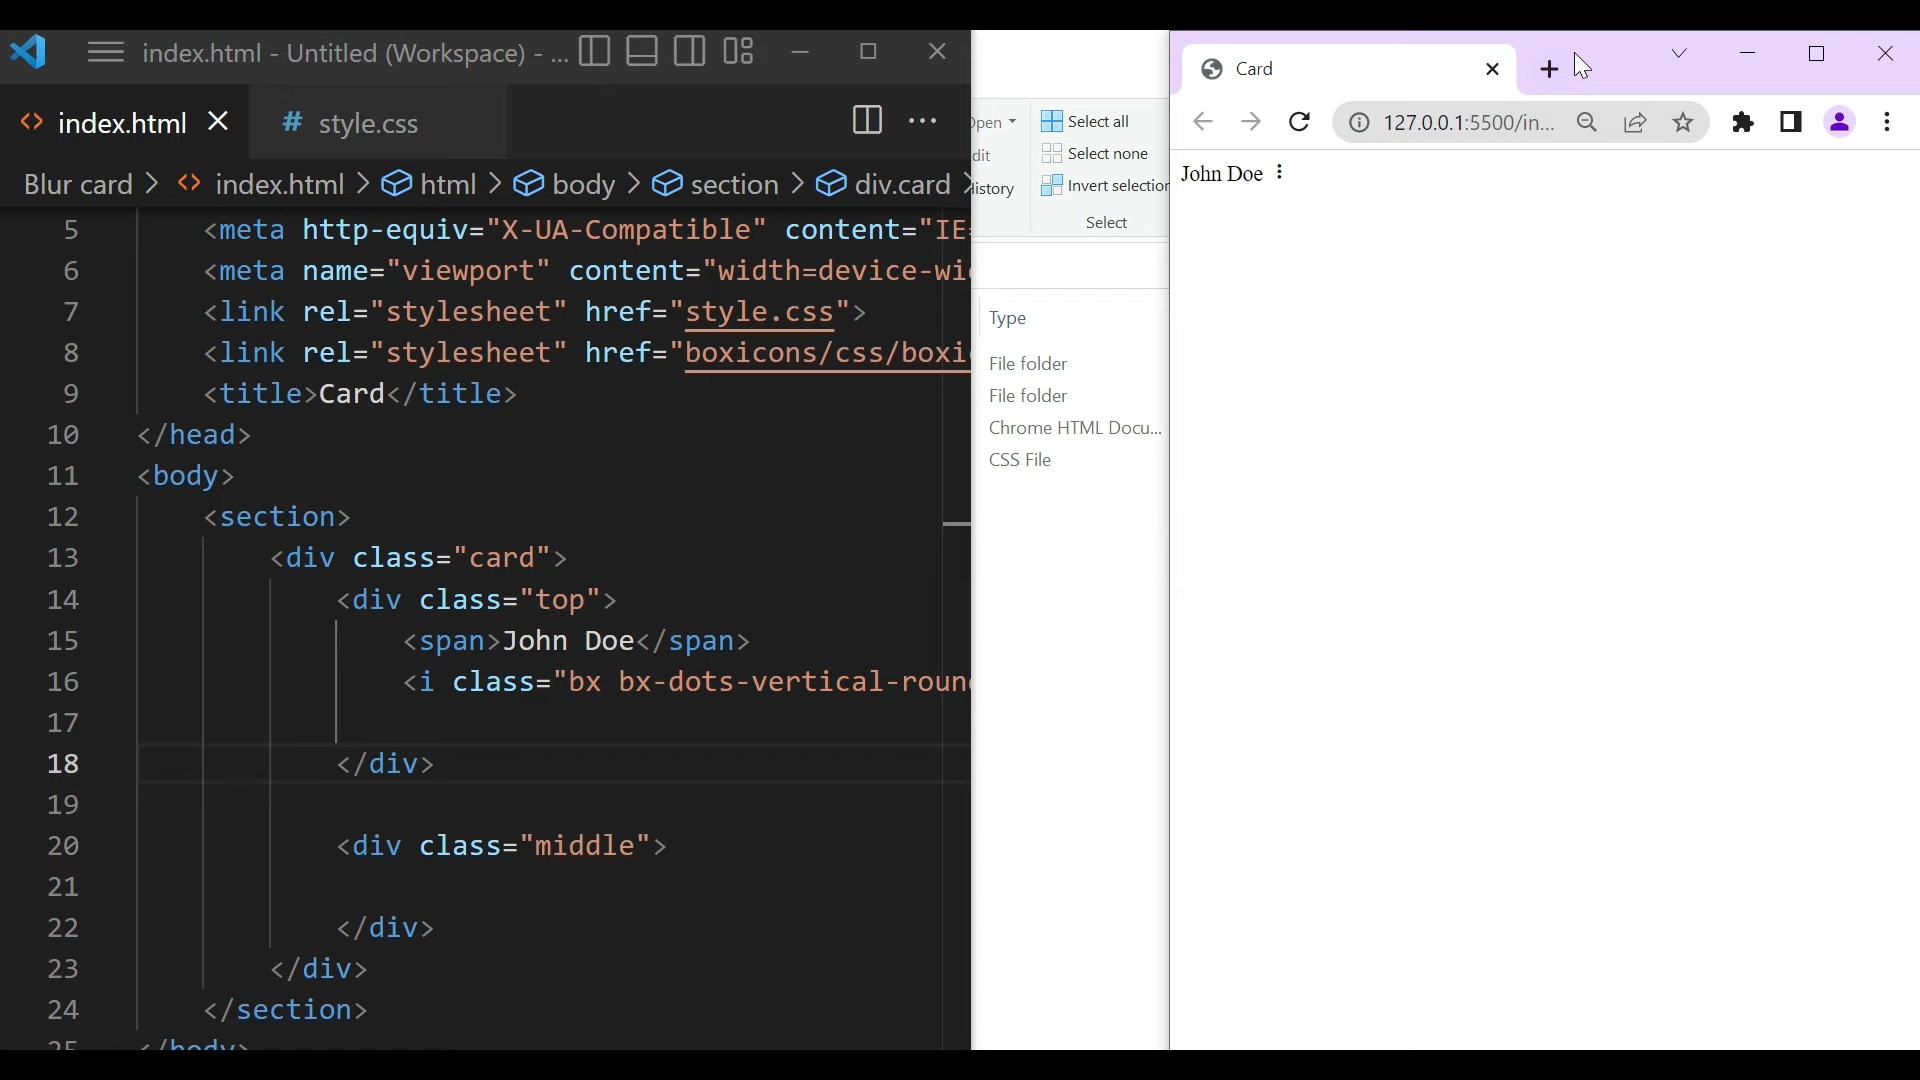 index.html - Untitled (Workspace) - ...
index.html
# style.css
Blur card > <> index.html > html > body > section > div.card >
5 <meta http-equiv="X-UA-Compatible" content="IE=
6 <meta name="viewport" content="width=device-wi
7 <link rel="stylesheet" href="style.css">
8 <link rel="stylesheet" href="boxicons/css/boxi
9 <title>Card</title>
10 </head>
11 <body>
12 <section>
13 <div class="card">
14 <div class="top">
15 <span>John Doe</span>
16 <i class="bx bx-dots-vertical-roun
17
18 </div>
19
20 <div class="middle">
21
22 </div>
23 </div>
24 </section>
25 </body>
Select all
Select none
Invert selection
Select
Type
File folder
File folder
Chrome HTML Docu...
CSS File
Card
127.0.0.1:5500/in...
John Doe